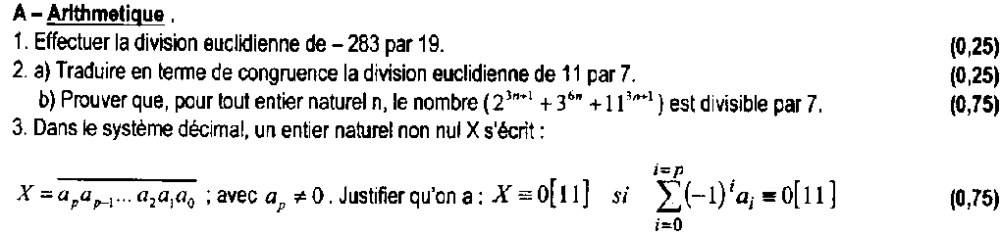 A – Arithmetique .
1. Effectuer la division euclidienne de – 283 par 19. (0,25)
2. a) Traduire en terme de congruence la division euclidienne de 11 par 7. (0,25)
b) Prouver que, pour tout entier naturel n, le nombre ( 2^{3n+1} + 3^{6n} + 11^{3n+1} ) est divisible par 7. (0,75)
3. Dans le système décimal, un entier naturel non nul X s'écrit :
X = \overline{a_p a_{p-1} ... a_2 a_1 a_0} ; avec a_p ≠ 0 . Justifier qu'on a : X ≡ 0[11] si \sum_{i=0}^{i=p} (-1)^i a_i ≡ 0[11] (0,75)